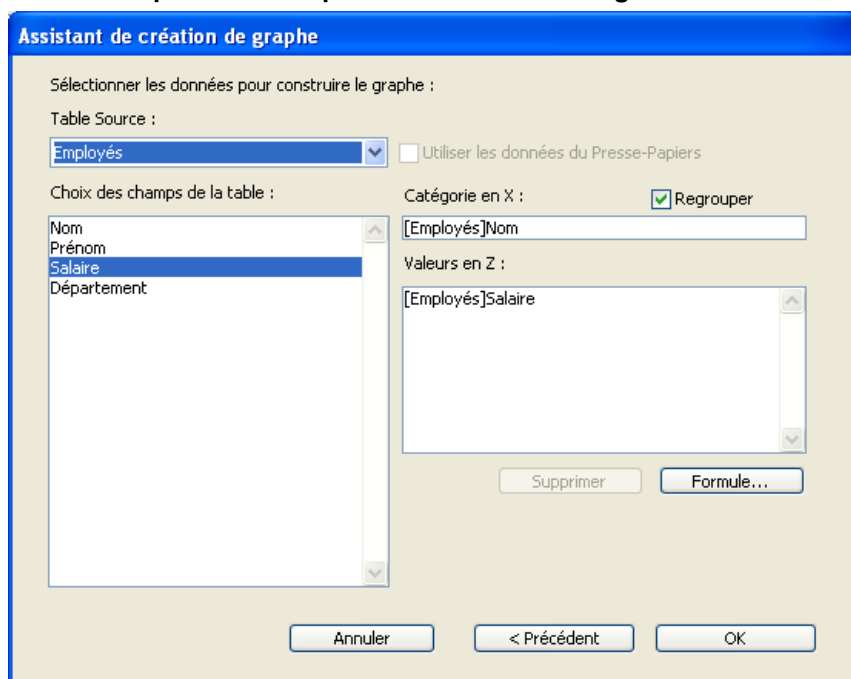 Assistant de création de graphe
Sélectionner les données pour construire le graphe :
Table Source :
Employés
Utiliser les données du Presse-Papiers
Choix des champs de la table :
Catégorie en X :
Regrouper
Nom
Prénom
Salaire
Département
[Employés]Nom
Valeurs en Z :
[Employés]Salaire
Supprimer
Formule...
Annuler
< Précédent
OK